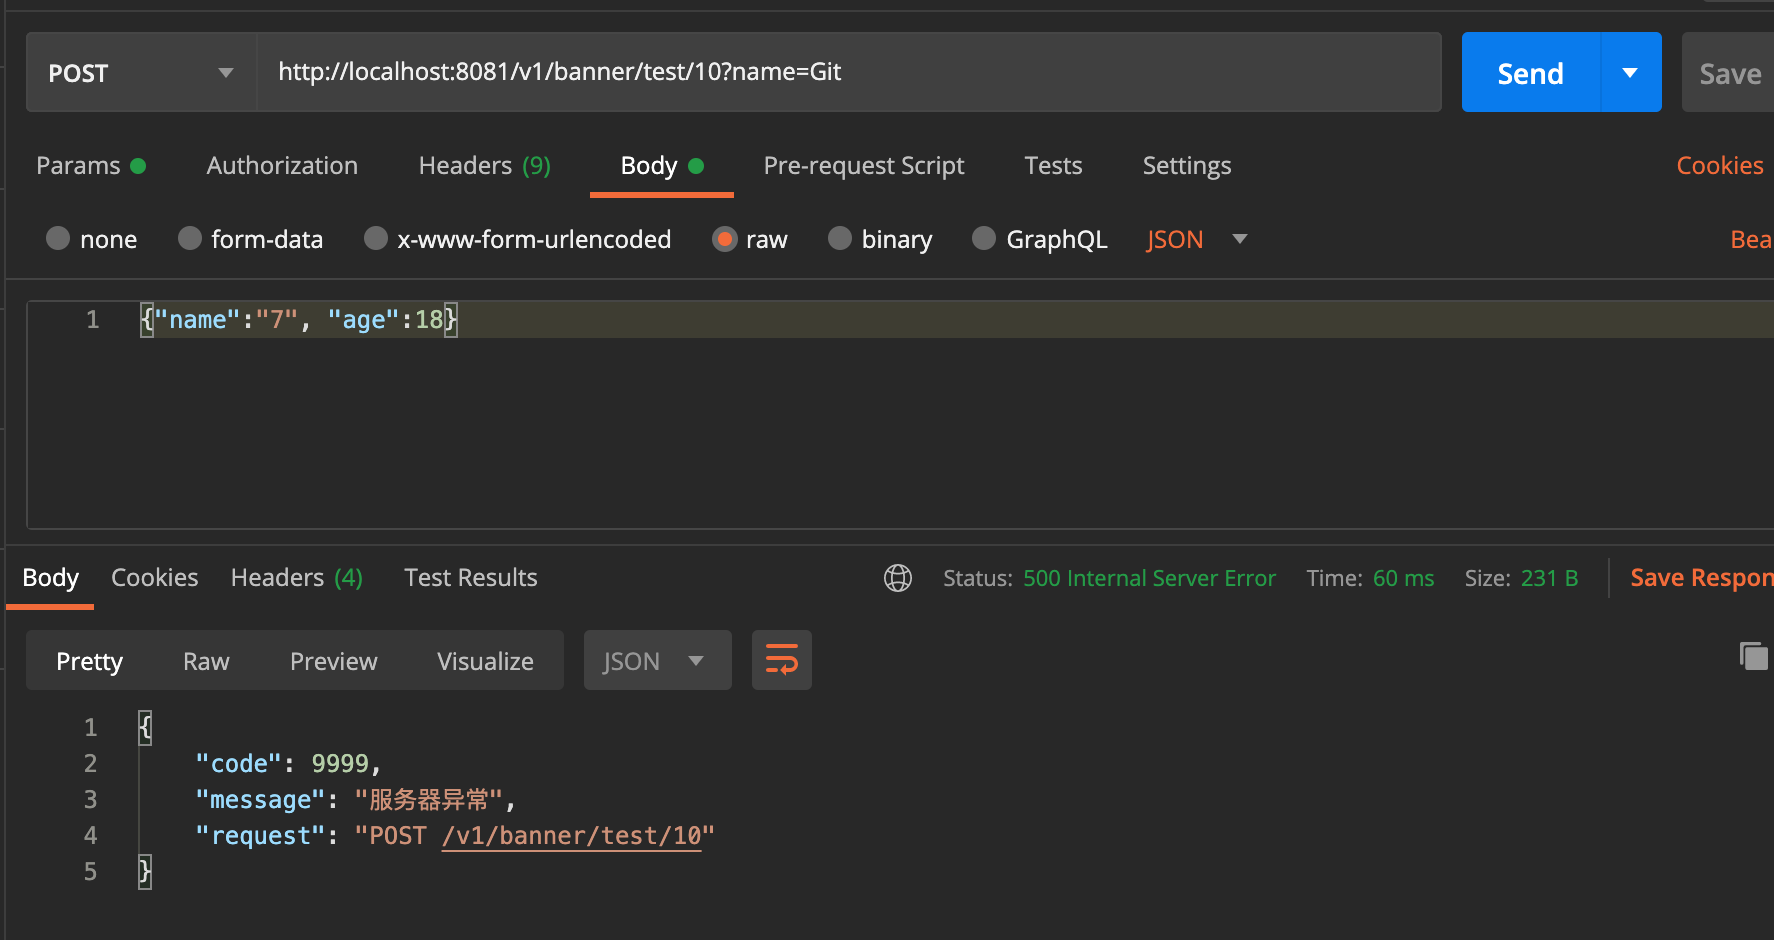 POST http://localhost:8081/v1/banner/test/10?name=Git Send Save
Params Authorization Headers (9) Body Pre-request Script Tests Settings Cookies
none form-data x-www-form-urlencoded raw binary GraphQL JSON Bea
1 {"name":"7", "age":18}
Body Cookies Headers (4) Test Results Status: 500 Internal Server Error Time: 60 ms Size: 231 B Save Respon
Pretty Raw Preview Visualize JSON
1 {
2 "code": 9999,
3 "message": "服务器异常",
4 "request": "POST /v1/banner/test/10"
5 }